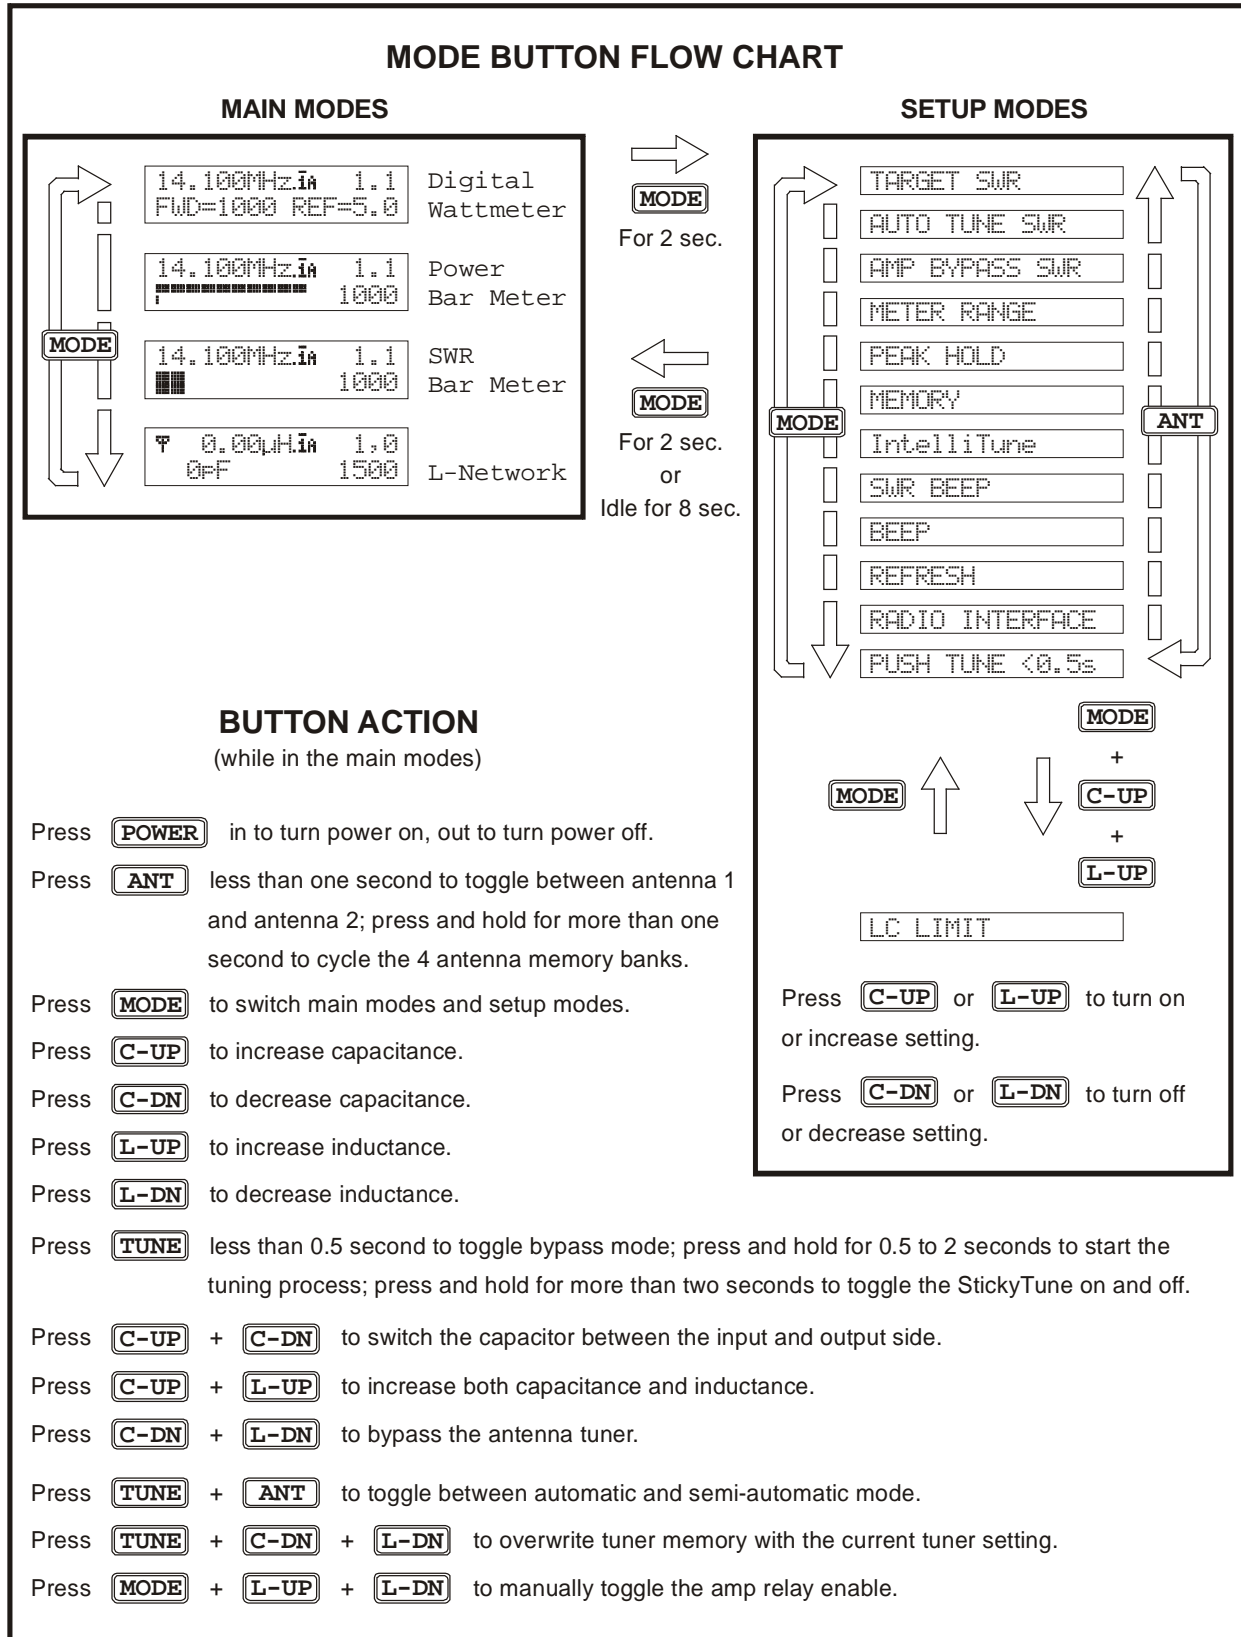 MODE BUTTON FLOW CHART
MAIN MODES
14.100MHz.iA 1.1
FWD=1000 REF=5.0
Digital
Wattmeter
14.100MHz.iA 1.1
1000
Power
Bar Meter
MODE
14.100MHz.iA 1.1
1000
SWR
Bar Meter
0.00µH.iA 1,0
0pF 1500
L-Network
MODE
For 2 sec.
MODE
For 2 sec.
or
Idle for 8 sec.
SETUP MODES
TARGET SWR
AUTO TUNE SWR
AMP BYPASS SWR
METER RANGE
PEAK HOLD
MEMORY
MODE
ANT
IntelliTune
SWR BEEP
BEEP
REFRESH
RADIO INTERFACE
PUSH TUNE <0.5s
MODE
MODE
+
C-UP
+
L-UP
LC LIMIT
Press C-UP or L-UP to turn on
or increase setting.
Press C-DN or L-DN to turn off
or decrease setting.
BUTTON ACTION
(while in the main modes)
Press POWER in to turn power on, out to turn power off.
Press ANT less than one second to toggle between antenna 1
and antenna 2; press and hold for more than one
second to cycle the 4 antenna memory banks.
Press MODE to switch main modes and setup modes.
Press C-UP to increase capacitance.
Press C-DN to decrease capacitance.
Press L-UP to increase inductance.
Press L-DN to decrease inductance.
Press TUNE less than 0.5 second to toggle bypass mode; press and hold for 0.5 to 2 seconds to start the
tuning process; press and hold for more than two seconds to toggle the StickyTune on and off.
Press C-UP + C-DN to switch the capacitor between the input and output side.
Press C-UP + L-UP to increase both capacitance and inductance.
Press C-DN + L-DN to bypass the antenna tuner.
Press TUNE + ANT to toggle between automatic and semi-automatic mode.
Press TUNE + C-DN + L-DN to overwrite tuner memory with the current tuner setting.
Press MODE + L-UP + L-DN to manually toggle the amp relay enable.